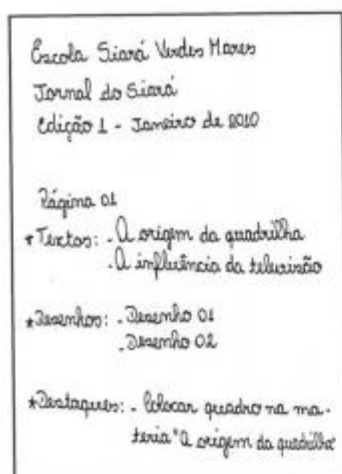 Escola Siará Verdes Mares
Jornal do Siará
Edição 1 - Janeiro de 2010
Página 01
* Textos: - A origem da quadrilha
- A influência da televisão
* Desenhos: - Desenho 01
- Desenho 02
* Destaques: - Colocar quadro na ma-
teria "A origem da quadrilha"